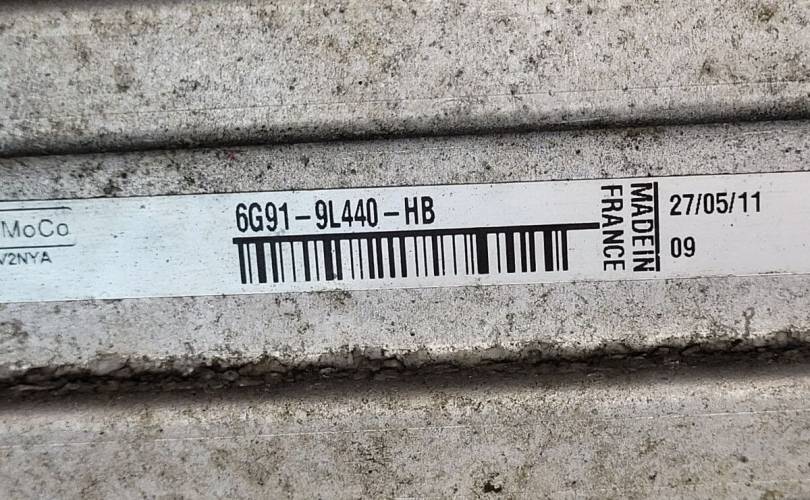 MoCo
V2NYA
6G91-9L440-HB
MADE IN
FRANCE
27/05/11
09